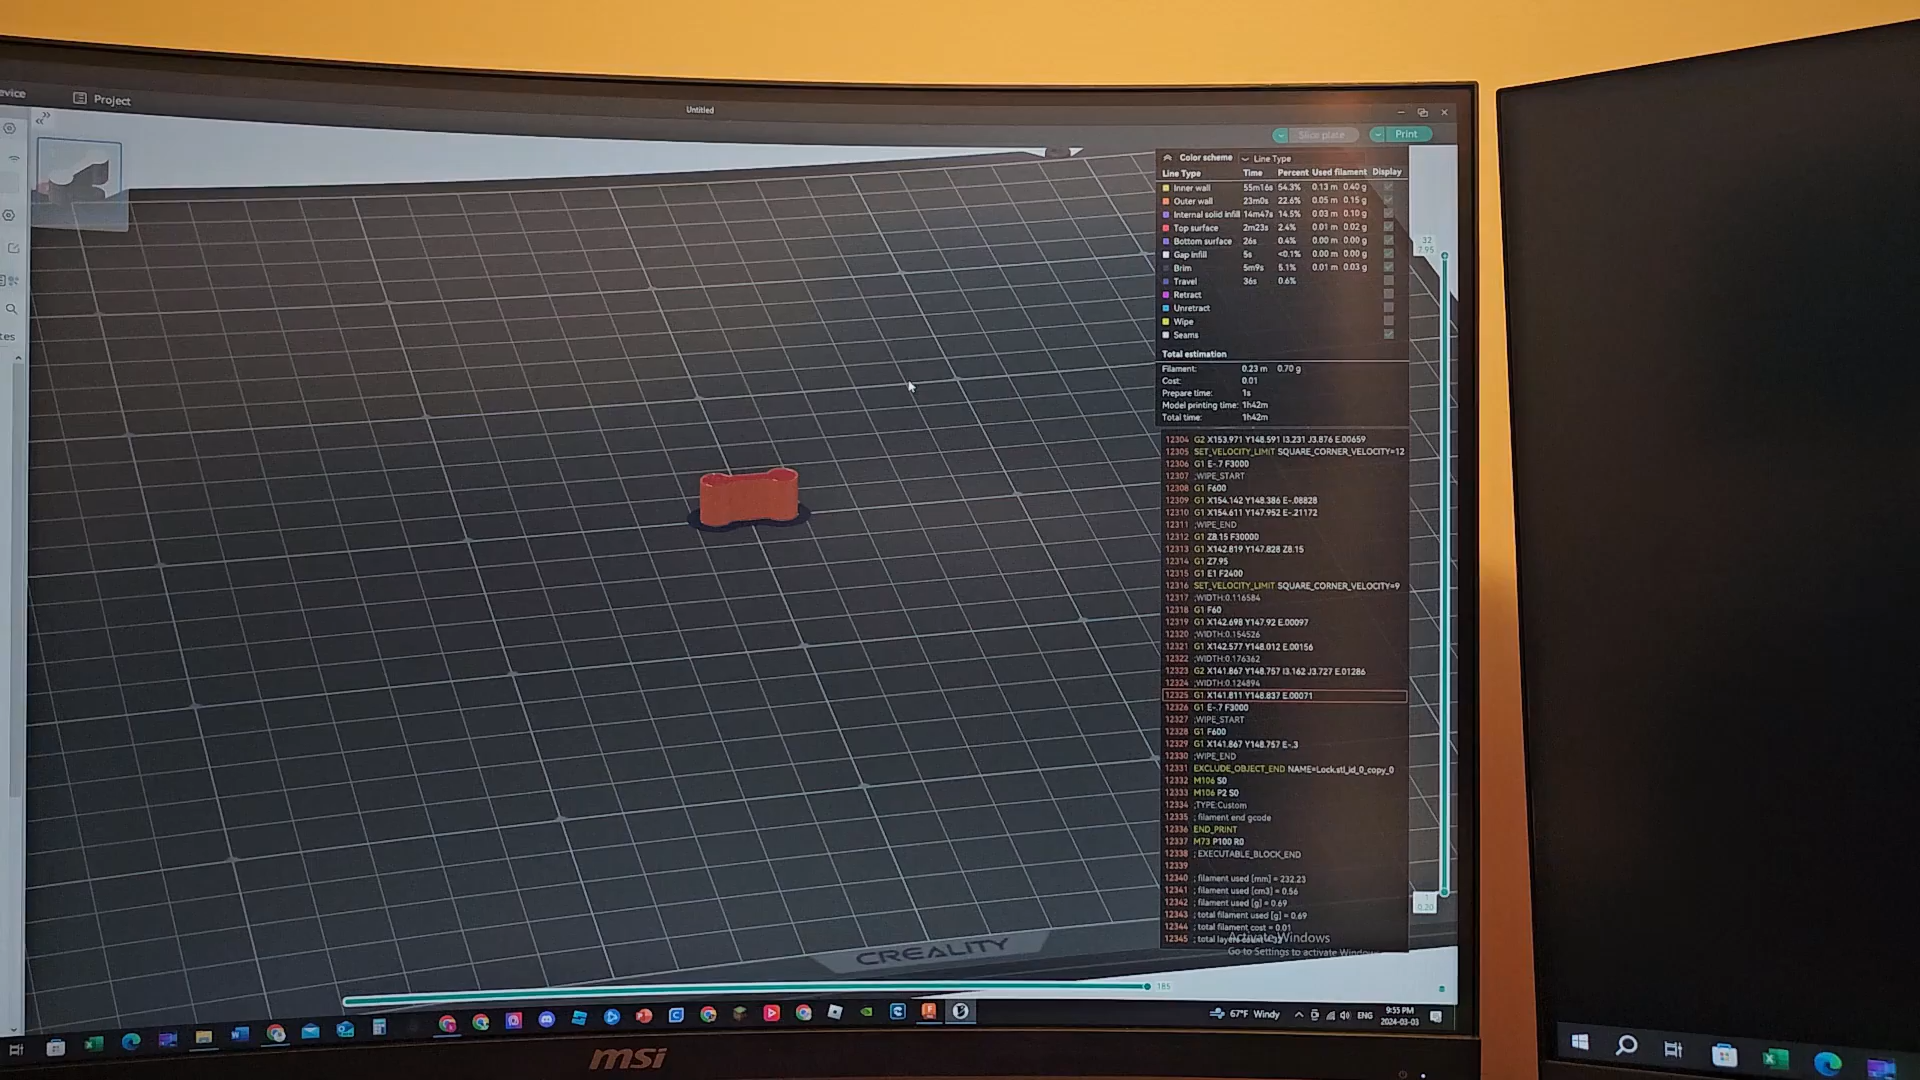 evice
Project
Untitled
Slice plate
Print
Color scheme Line Type
Line Type Time Percent Used filament Display
Inner wall 55m16s 54.3% 0.13 m 0.40 g
Outer wall 23m0s 22.6% 0.05 m 0.15 g
Internal solid infill 14m47s 14.5% 0.03 m 0.10 g
Top surface 2m23s 2.4% 0.01 m 0.02 g
Bottom surface 26s 0.4% 0.00 m 0.00 g
Gap infill 5s <0.1% 0.00 m 0.00 g
Brim 5m9s 5.1% 0.01 m 0.03 g
Travel 36s 0.6%
Retract
Unretract
Wipe
Seams
32
7.95
Total estimation
Filament: 0.23 m 0.70 g
Cost: 0.01
Prepare time: 1s
Model printing time: 1h42m
Total time: 1h42m
12304 G2 X153.971 Y148.591 I3.231 J3.876 E.00659
12305 SET_VELOCITY_LIMIT SQUARE_CORNER_VELOCITY=12
12306 G1 E-.7 F3000
12307 ;WIPE_START
12308 G1 F600
12309 G1 X154.142 Y148.386 E-.08828
12310 G1 X154.611 Y147.952 E-.21172
12311 ;WIPE_END
12312 G1 Z8.15 F30000
12313 G1 X142.819 Y147.828 Z8.15
12314 G1 Z7.95
12315 G1 E1 F2400
12316 SET_VELOCITY_LIMIT SQUARE_CORNER_VELOCITY=9
12317 ;WIDTH:0.116584
12318 G1 F60
12319 G1 X142.698 Y147.92 E.00097
12320 ;WIDTH:0.154526
12321 G1 X142.577 Y148.012 E.00156
12322 ;WIDTH:0.176362
12323 G2 X141.867 Y148.757 I3.162 J3.727 E.01286
12324 ;WIDTH:0.124894
12325 G1 X141.811 Y148.837 E.00071
12326 G1 E-.7 F3000
12327 ;WIPE_START
12328 G1 F600
12329 G1 X141.867 Y148.757 E-.3
12330 ;WIPE_END
12331 EXCLUDE_OBJECT_END NAME=Lock.stl_id_0_copy_0
12332 M106 S0
12333 M106 P2 S0
12334 ;TYPE:Custom
12335 ; filament end gcode
12336 END_PRINT
12337 M73 P100 R0
12338 ; EXECUTABLE_BLOCK_END
12339
12340 ; filament used [mm] = 232.23
12341 ; filament used [cm3] = 0.56
12342 ; filament used [g] = 0.69
12343 ; total filament used [g] = 0.69
12344 ; total filament cost = 0.01
12345 ; total layers count
1
0.20
Activate Windows
Go to Settings to activate Windows
CREALITY
185
67°F Windy
ENG
9:55 PM
2024-03-03
msi